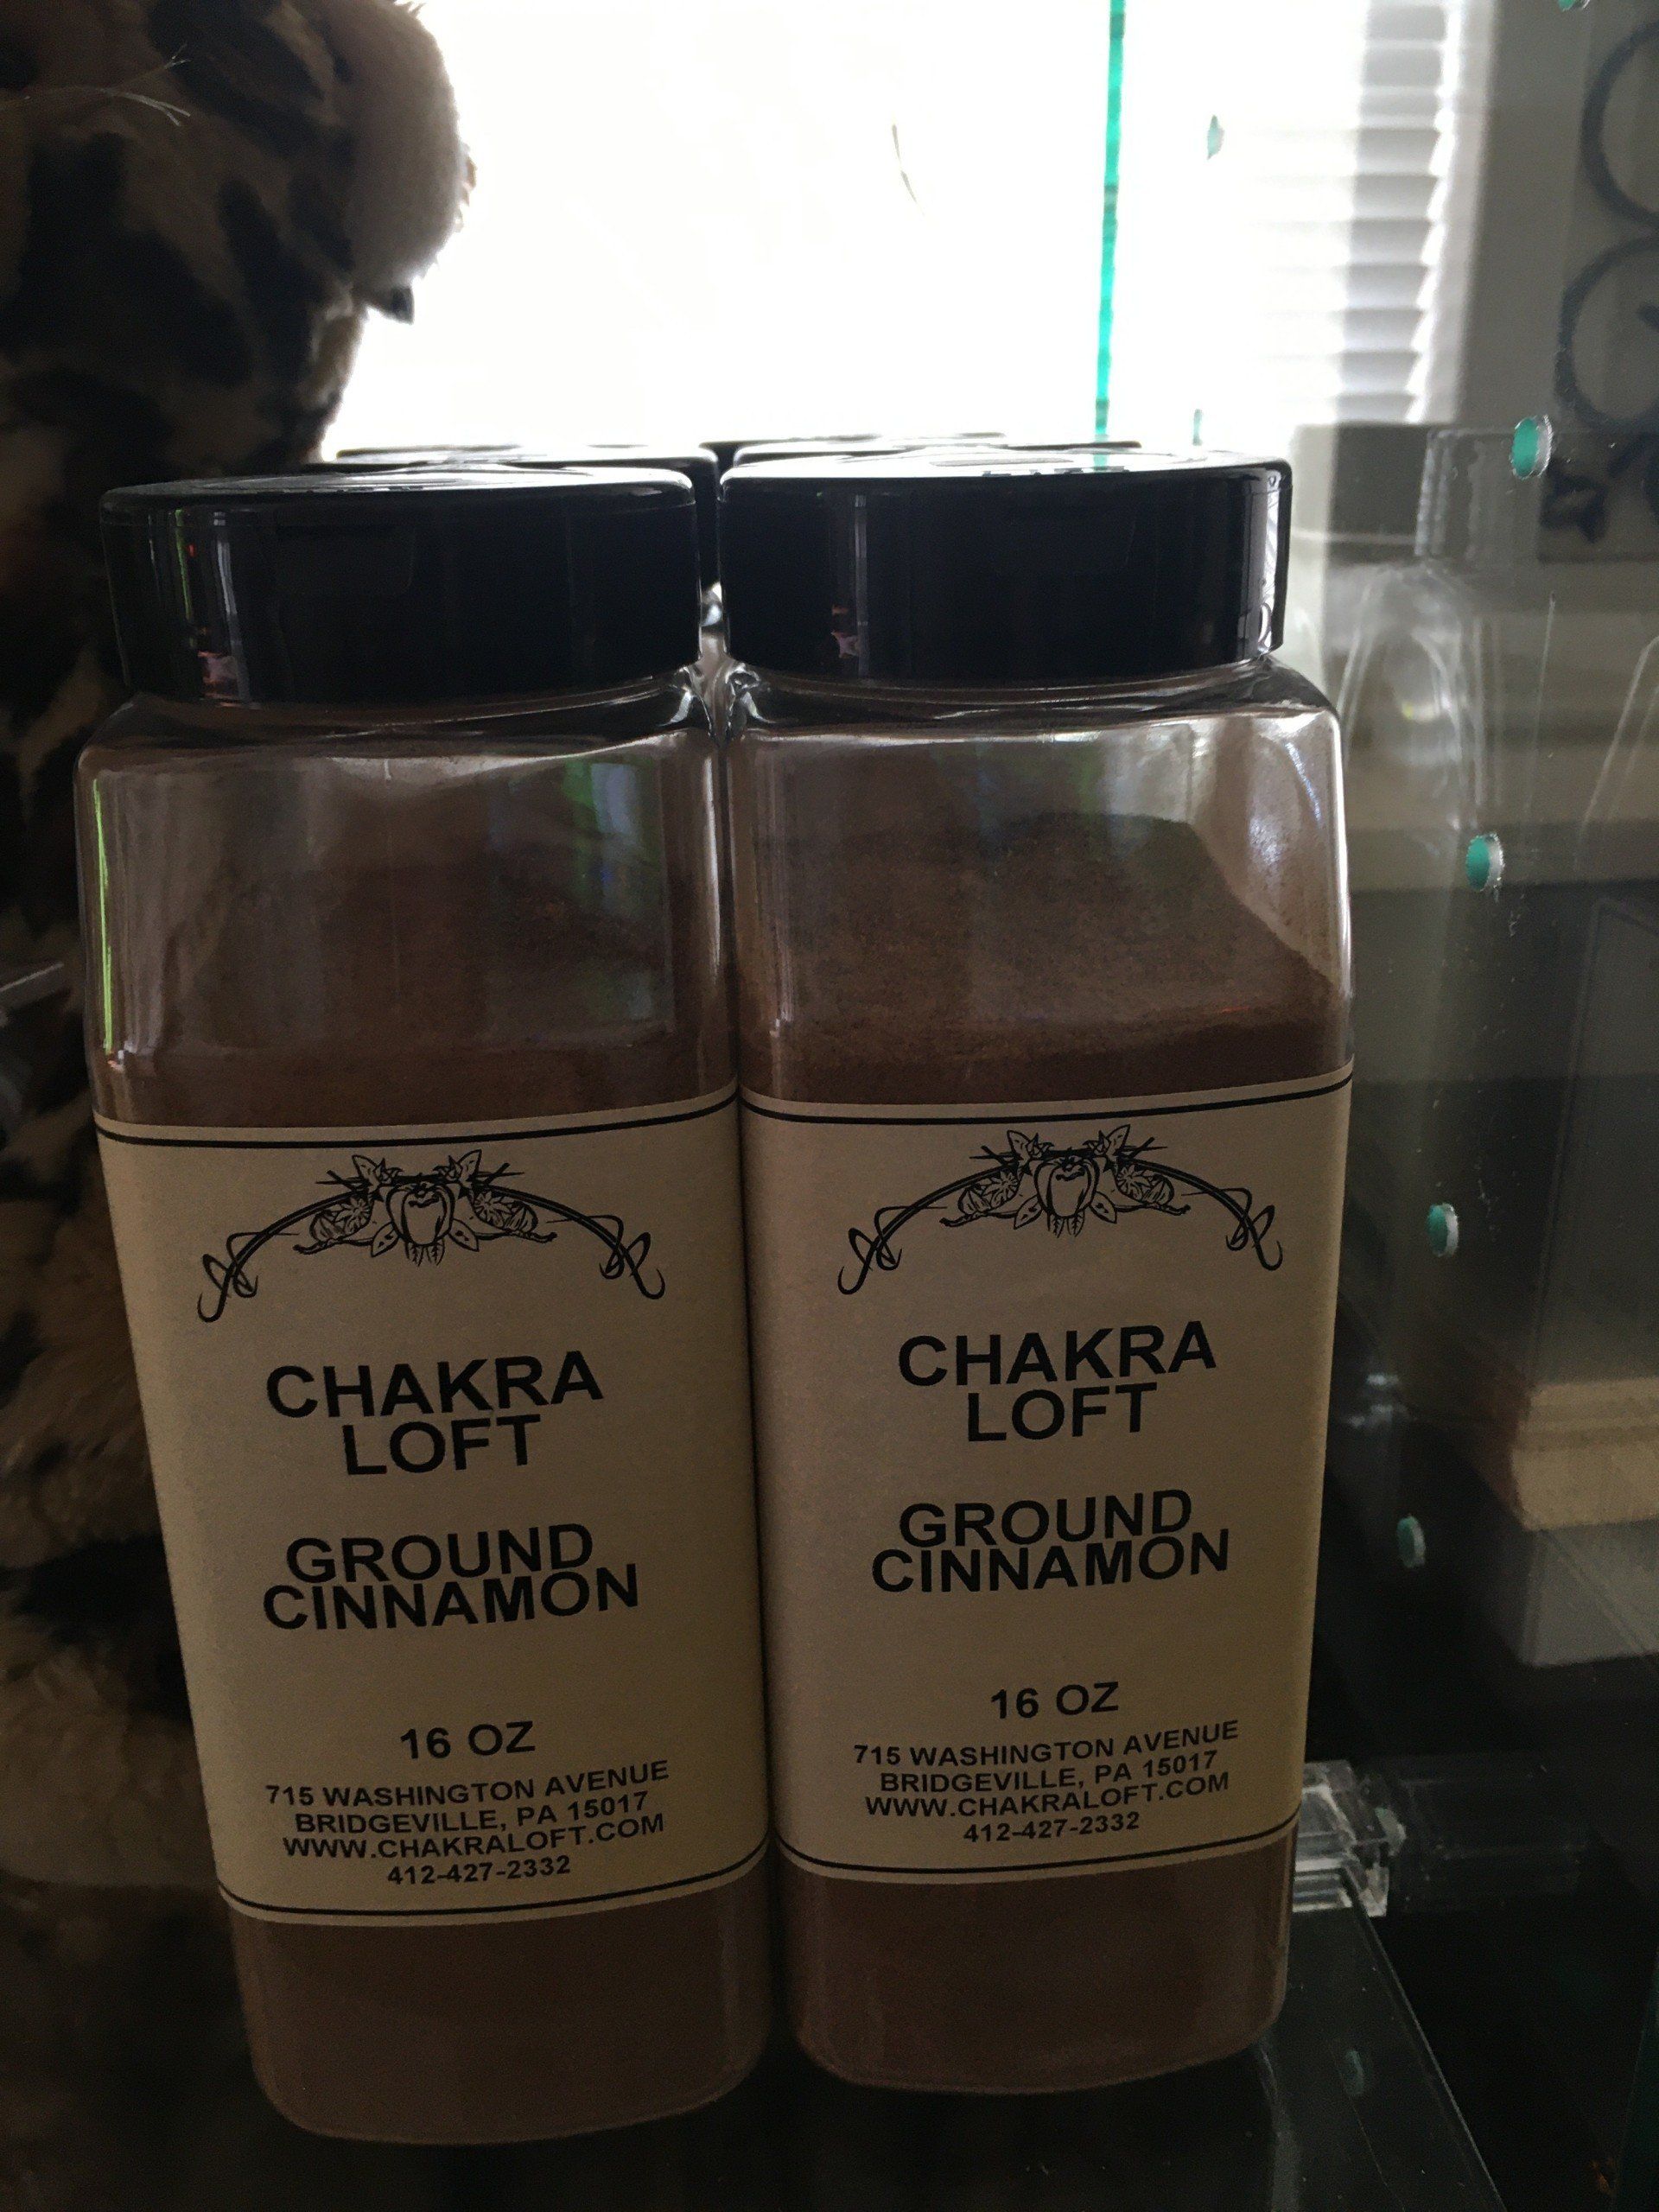 CHAKRA
LOFT
GROUND
CINNAMON
16 OZ
715 WASHINGTON AVENUE
BRIDGEVILLE, PA 15017
WWW.CHAKRALOFT.COM
412-427-2332
CHAKRA
LOFT
GROUND
CINNAMON
16 OZ
715 WASHINGTON AVENUE
BRIDGEVILLE, PA 15017
WWW.CHAKRALOFT.COM
412-427-2332